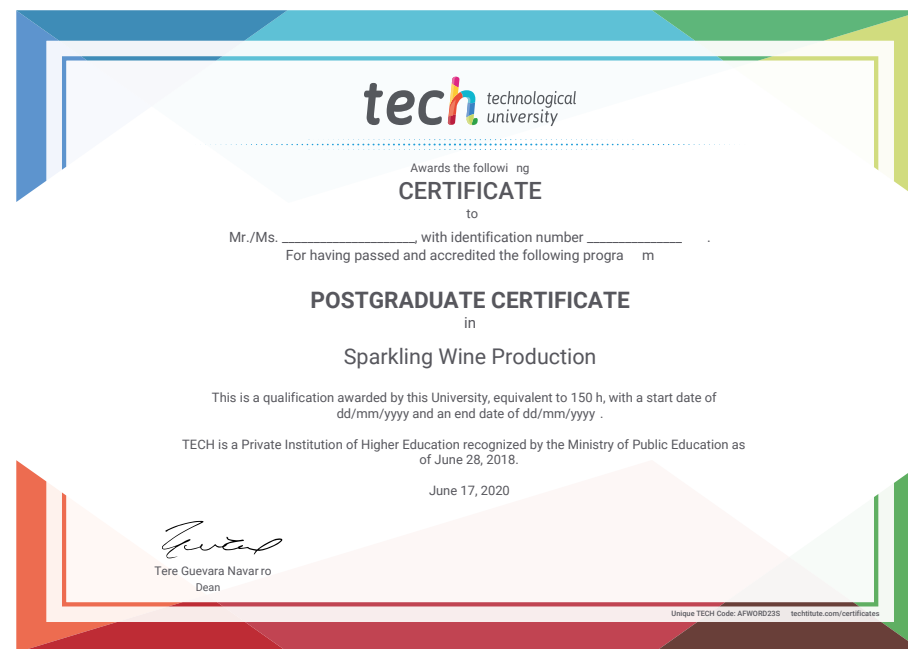 tech technological
university
Awards the followi ng
CERTIFICATE
to
Mr./Ms. ____________________, with identification number ______________ .
For having passed and accredited the following progra m
POSTGRADUATE CERTIFICATE
in
Sparkling Wine Production
This is a qualification awarded by this University, equivalent to 150 h, with a start date of
dd/mm/yyyy and an end date of dd/mm/yyyy .
TECH is a Private Institution of Higher Education recognized by the Ministry of Public Education as
of June 28, 2018.
June 17, 2020
Tere Guevara Navar ro
Dean
Unique TECH Code: AFWORD23S techtitute.com/certificates